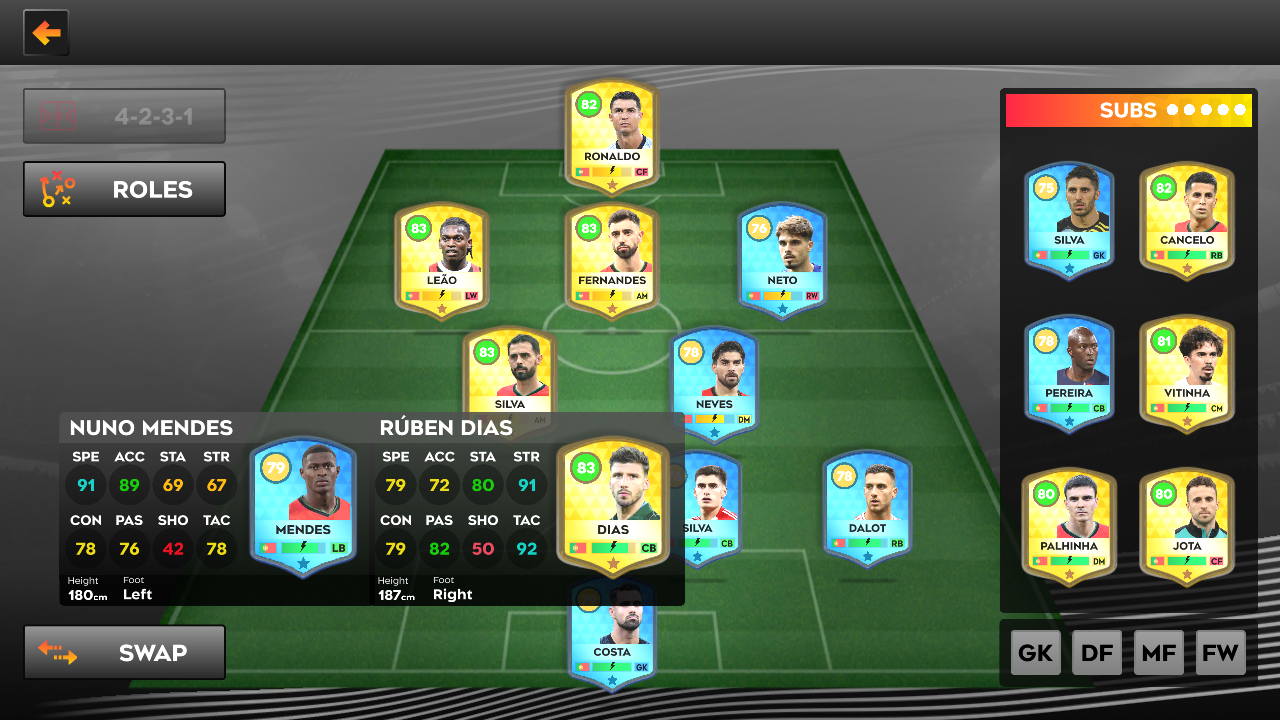 4-2-3-1
ROLES
82
RONALDO
CF
83
LEÃO
LW
83
FERNANDES
AM
76
NETO
RW
83
SILVA
AM
78
NEVES
DM
NUNO MENDES
SPE ACC STA STR
91 89 69 67
CON PAS SHO TAC
78 76 42 78
Height Foot
180cm Left
79
MENDES
LB
RÚBEN DIAS
SPE ACC STA STR
79 72 80 91
CON PAS SHO TAC
79 82 50 92
Height Foot
187cm Right
83
DIAS
CB
SILVA
CB
78
DALOT
RB
COSTA
GK
SWAP
SUBS
75
SILVA
GK
82
CANCELO
RB
78
PEREIRA
CB
81
VITINHA
CM
80
PALHINHA
DM
80
JOTA
CF
GK DF MF FW